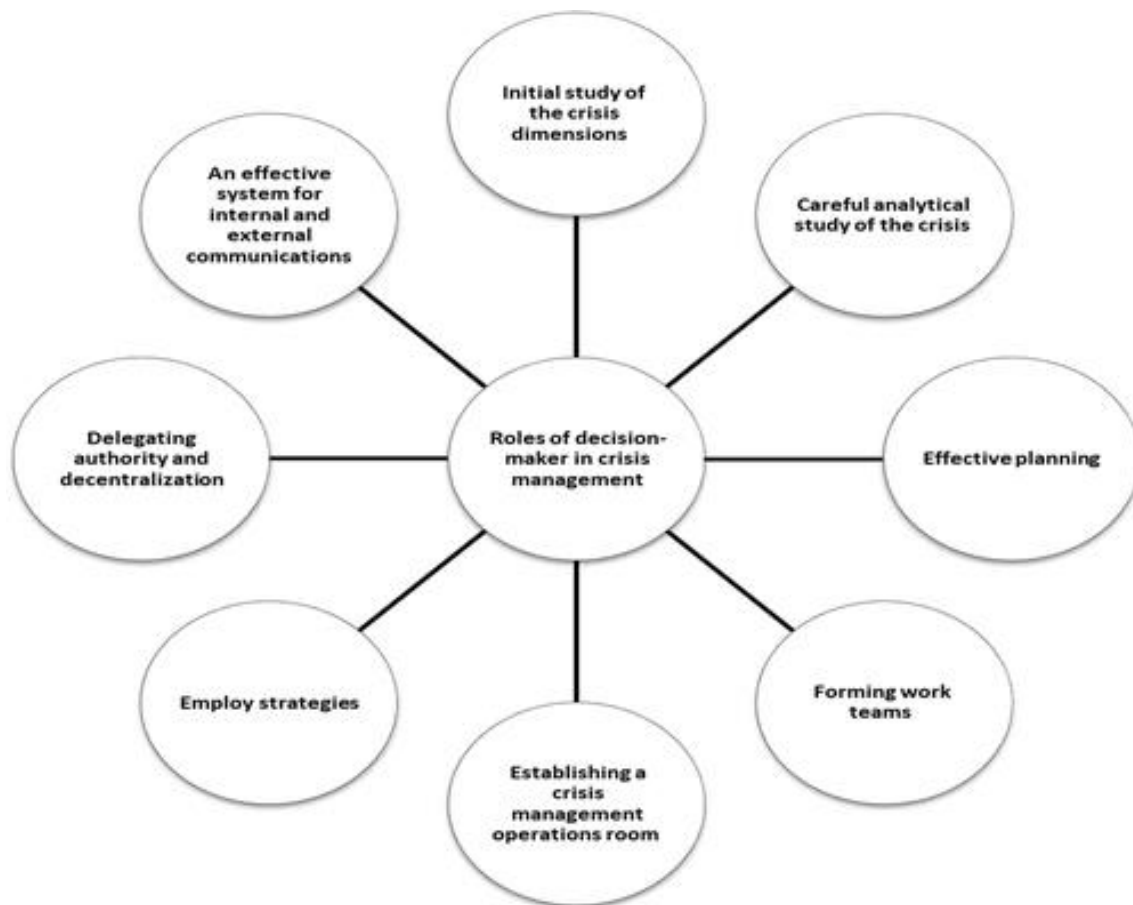 Initial study of
the crisis
dimensions
An effective
system for
internal and
external
communications
Careful analytical
study of the crisis
Delegating
authority and
decentralization
Roles of decision-
maker in crisis
management
Effective planning
Employ strategies
Forming work
teams
Establishing a
crisis
management
operations room